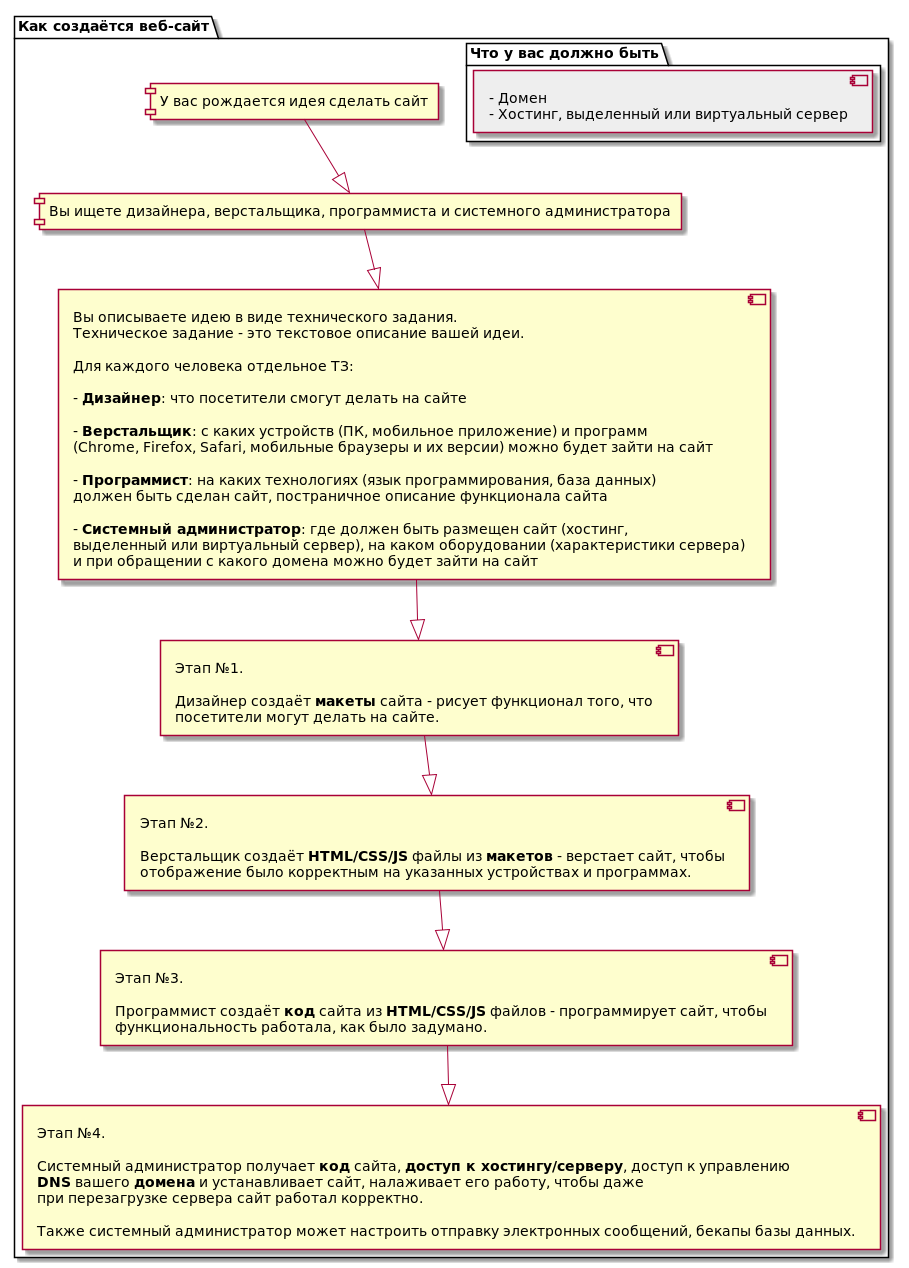 Как создаётся веб-сайт
Что у вас должно быть
- Домен
- Хостинг, выделенный или виртуальный сервер
У вас рождается идея сделать сайт
Вы ищете дизайнера, верстальщика, программиста и системного администратора
Вы описываете идею в виде технического задания.
Техническое задание - это текстовое описание вашей идеи.
Для каждого человека отдельное ТЗ:
- Дизайнер: что посетители смогут делать на сайте
- Верстальщик: с каких устройств (ПК, мобильное приложение) и программ
(Chrome, Firefox, Safari, мобильные браузеры и их версии) можно будет зайти на сайт
- Программист: на каких технологиях (язык программирования, база данных)
должен быть сделан сайт, постраничное описание функционала сайта
- Системный администратор: где должен быть размещен сайт (хостинг,
выделенный или виртуальный сервер), на каком оборудовании (характеристики сервера)
и при обращении с какого домена можно будет зайти на сайт
Этап №1.
Дизайнер создаёт макеты сайта - рисует функционал того, что
посетители могут делать на сайте.
Этап №2.
Верстальщик создаёт HTML/CSS/JS файлы из макетов - верстает сайт, чтобы
отображение было корректным на указанных устройствах и программах.
Этап №3.
Программист создаёт код сайта из HTML/CSS/JS файлов - программирует сайт, чтобы
функциональность работала, как было задумано.
Этап №4.
Системный администратор получает код сайта, доступ к хостингу/серверу, доступ к управлению
DNS вашего домена и устанавливает сайт, налаживает его работу, чтобы даже
при перезагрузке сервера сайт работал корректно.
Также системный администратор может настроить отправку электронных сообщений, бекапы базы данных.